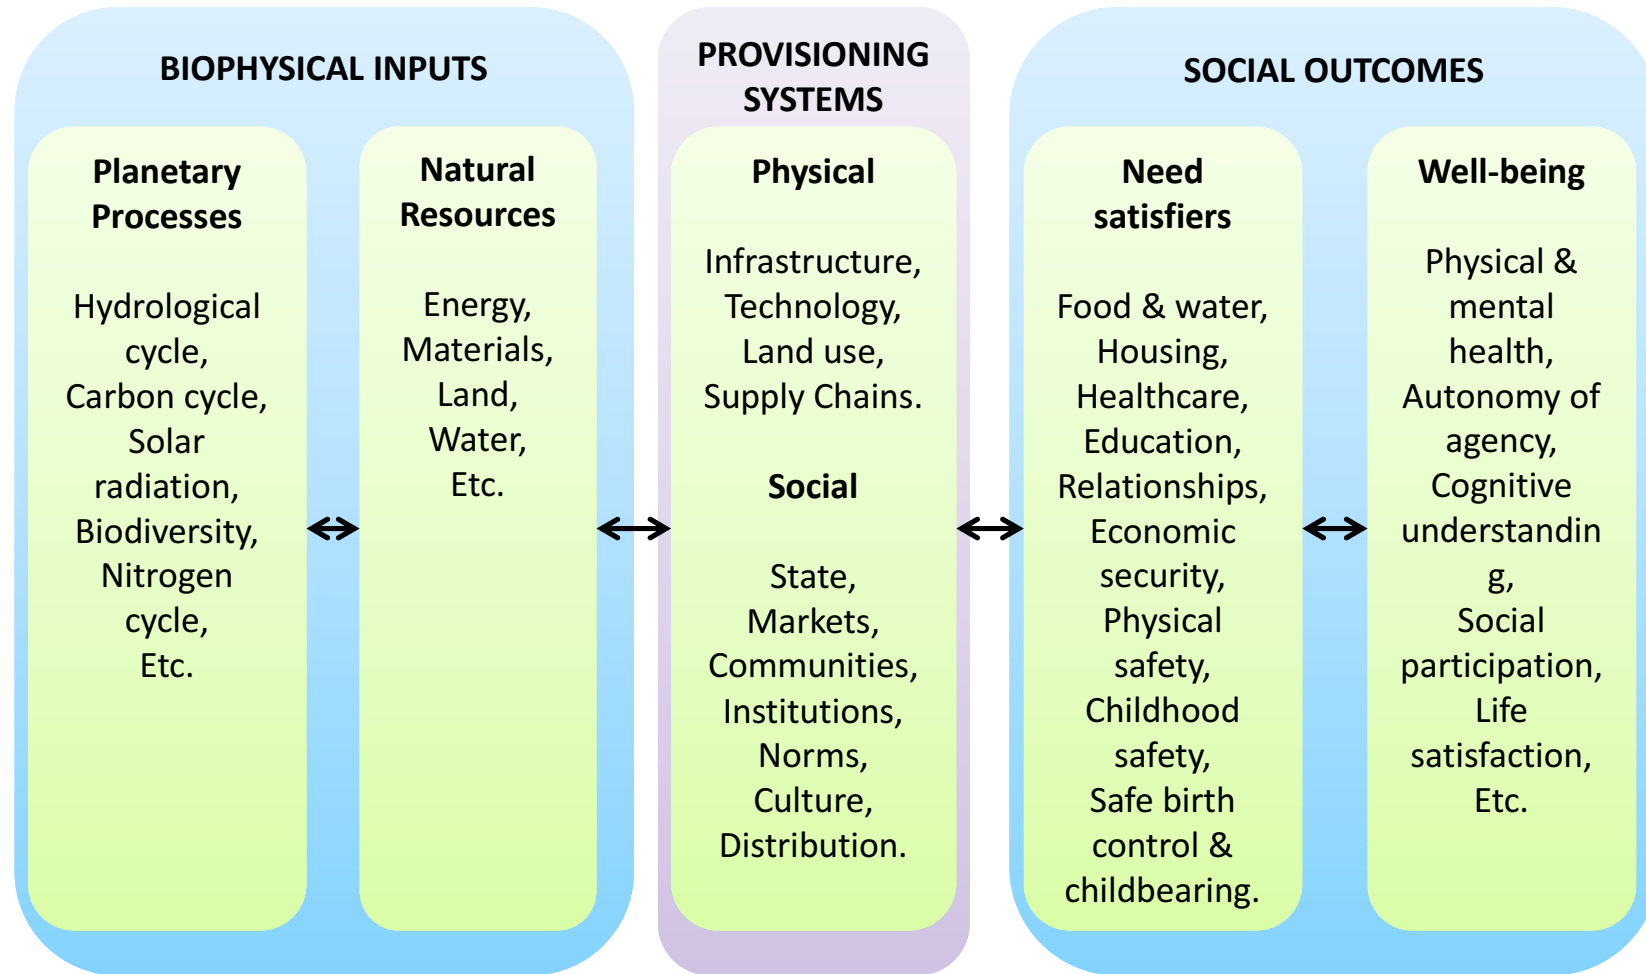 BIOPHYSICAL INPUTS
Planetary
Processes
Hydrological
cycle,
Carbon cycle,
Solar
radiation,
Biodiversity,
Nitrogen
cycle,
Etc.
Natural
Resources
Energy,
Materials,
Land,
Water,
Etc.
PROVISIONING
SYSTEMS
Physical
Infrastructure,
Technology,
Land use,
Supply Chains.
Social
State,
Markets,
Communities,
Institutions,
Norms,
Culture,
Distribution.
SOCIAL OUTCOMES
Need
satisfiers
Food & water,
Housing,
Healthcare,
Education,
Relationships,
Economic
security,
Physical
safety,
Childhood
safety,
Safe birth
control &
childbearing.
Well-being
Physical &
mental
health,
Autonomy of
agency,
Cognitive
understandin
g,
Social
participation,
Life
satisfaction,
Etc.